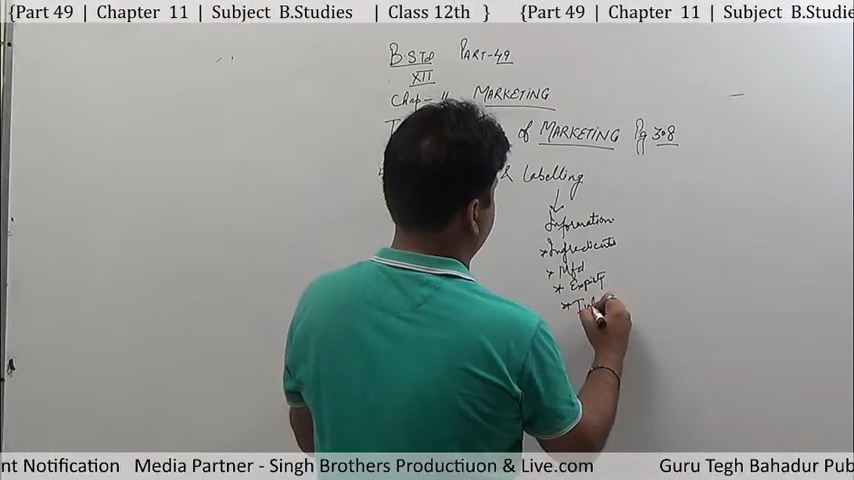 {Part 49 | Chapter 11 | Subject B.Studies | Class 12th } {Part 49 | Chapter 11 | Subject B.Studie
B.Std PART-49
XII
Chap- 11 MARKETING
of MARKETING Pg 308
& Labelling
Information
* Ingredients
* Mfd
* Expiry
nt Notification Media Partner - Singh Brothers Productiuon & Live.com Guru Tegh Bahadur Pub